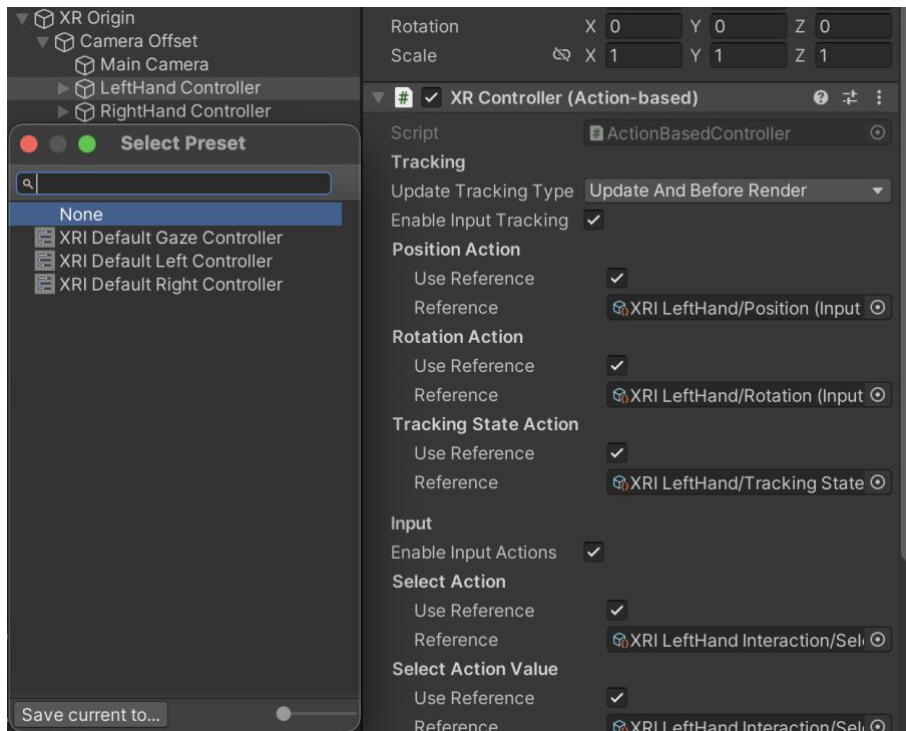 XR Origin
Camera Offset
Main Camera
LeftHand Controller
RightHand Controller
Select Preset
None
XRI Default Gaze Controller
XRI Default Left Controller
XRI Default Right Controller
Save current to...
Rotation X 0 Y 0 Z 0
Scale X 1 Y 1 Z 1
# XR Controller (Action-based)
Script # ActionBasedController
Tracking
Update Tracking Type Update And Before Render
Enable Input Tracking
Position Action
Use Reference
Reference XRI LeftHand/Position (Input
Rotation Action
Use Reference
Reference XRI LeftHand/Rotation (Input
Tracking State Action
Use Reference
Reference XRI LeftHand/Tracking State
Input
Enable Input Actions
Select Action
Use Reference
Reference XRI LeftHand Interaction/Sel
Select Action Value
Use Reference
Reference XRI LeftHand Interaction/Sel